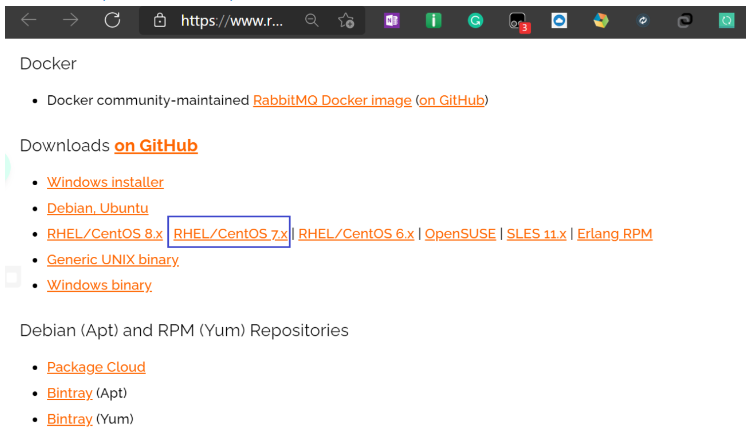 https://www.r...
3
Docker
Docker community-maintained RabbitMQ Docker image (on GitHub)
Downloads on GitHub
Windows installer
Debian, Ubuntu
RHEL/CentOS 8.x RHEL/CentOS 7.x | RHEL/CentOS 6.x | OpenSUSE | SLES 11.x | Erlang RPM
Generic UNIX binary
Windows binary
Debian (Apt) and RPM (Yum) Repositories
Package Cloud
Bintray (Apt)
Bintray (Yum)